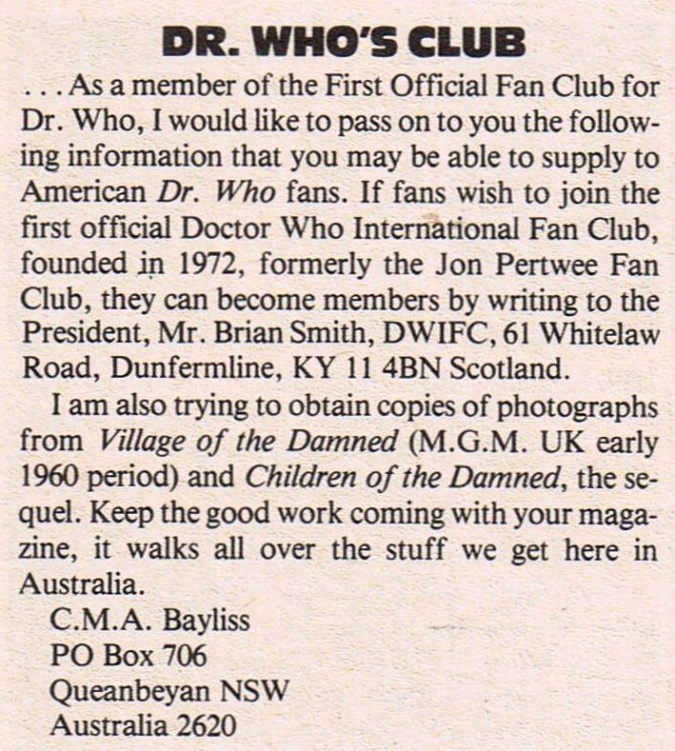 DR. WHO'S CLUB
. . . As a member of the First Official Fan Club for
Dr. Who, I would like to pass on to you the follow-
ing information that you may be able to supply to
American Dr. Who fans. If fans wish to join the
first official Doctor Who International Fan Club,
founded in 1972, formerly the Jon Pertwee Fan
Club, they can become members by writing to the
President, Mr. Brian Smith, DWIFC, 61 Whitelaw
Road, Dunfermline, KY 11 4BN Scotland.
I am also trying to obtain copies of photographs
from Village of the Damned (M.G.M. UK early
1960 period) and Children of the Damned, the se-
quel. Keep the good work coming with your maga-
zine, it walks all over the stuff we get here in
Australia.
C.M.A. Bayliss
PO Box 706
Queanbeyan NSW
Australia 2620